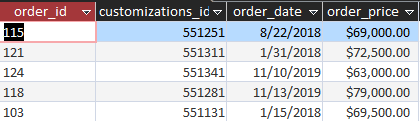 order_id customizations_id order_date order_price
115 551251 8/22/2018 $69,000.00
121 551311 1/31/2018 $72,500.00
124 551341 11/10/2019 $63,000.00
118 551281 11/13/2019 $79,000.00
103 551131 1/15/2018 $69,500.00